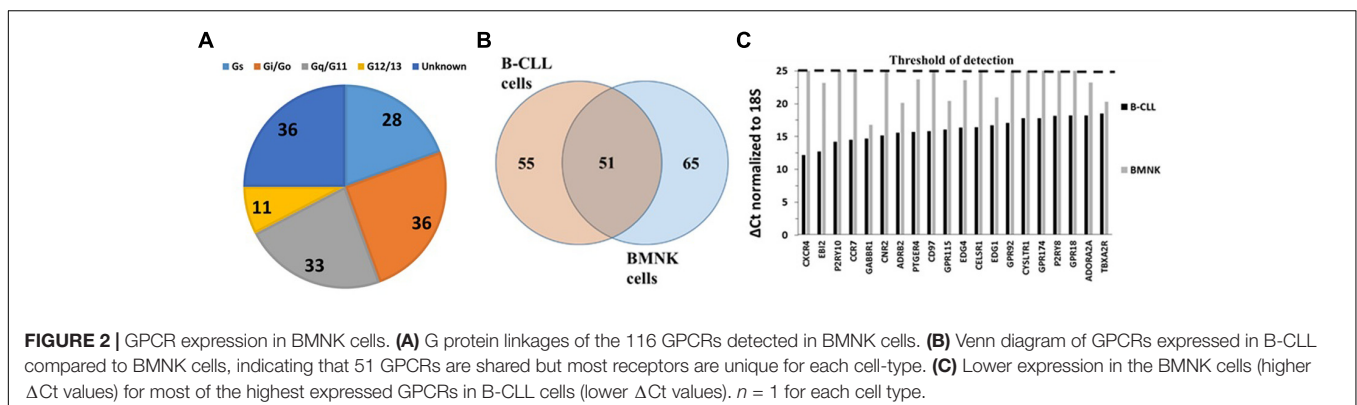 A
Gs Gi/Go Gq/G11 G12/13 Unknown
36
28
11
36
33
B
B-CLL
cells
55
51
65
BMNK
cells
C
Threshold of detection
ΔCt normalized to 18S
25
20
15
10
5
0
B-CLL
BMNK
CXCR4
EBI2
P2RY10
CCR7
GABBR1
CNR2
ADRB2
PTGER4
CD97
GPR115
EDG4
CELSR1
EDG1
GPR92
CYSLTR1
GPR174
P2RY8
GPR18
ADORA2A
TBXA2R
FIGURE 2 | GPCR expression in BMNK cells. (A) G protein linkages of the 116 GPCRs detected in BMNK cells. (B) Venn diagram of GPCRs expressed in B-CLL
compared to BMNK cells, indicating that 51 GPCRs are shared but most receptors are unique for each cell-type. (C) Lower expression in the BMNK cells (higher
ΔCt values) for most of the highest expressed GPCRs in B-CLL cells (lower ΔCt values). n = 1 for each cell type.